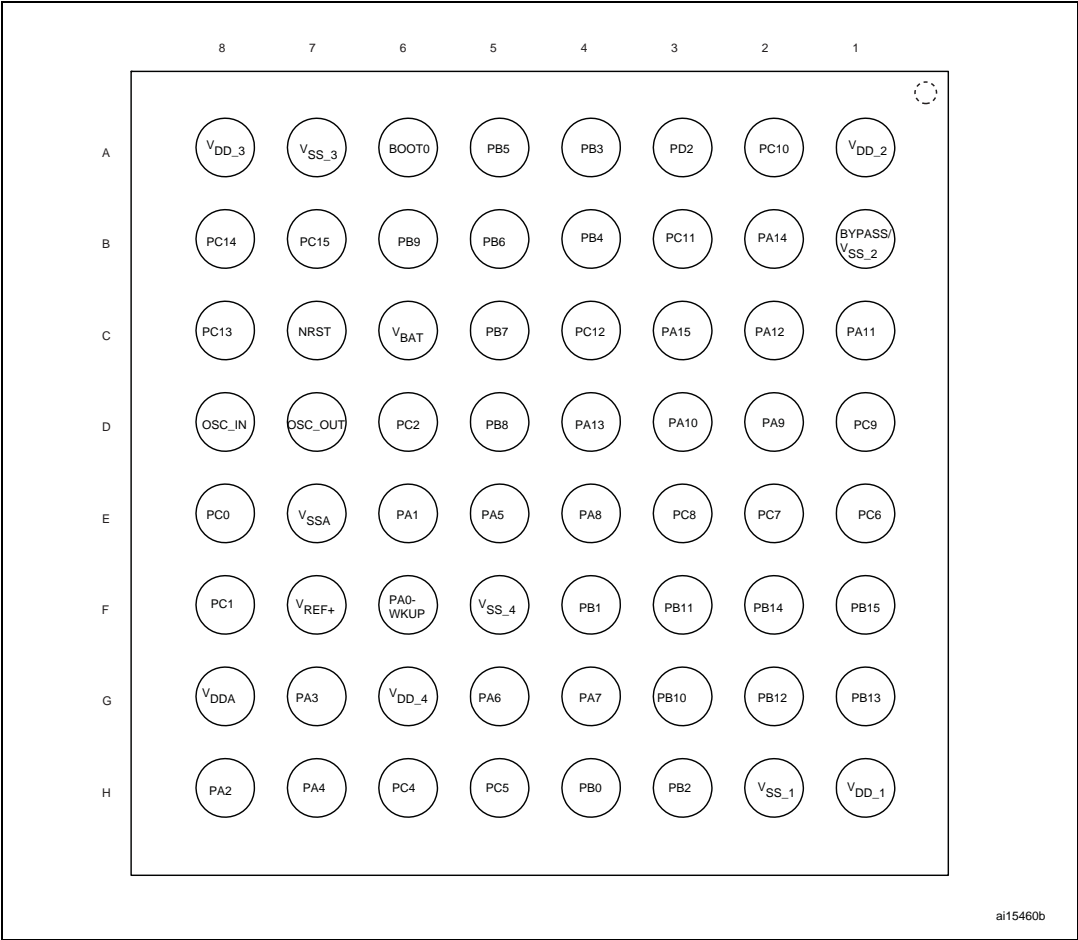 8 7 6 5 4 3 2 1
A VDD_3 VSS_3 BOOT0 PB5 PB3 PD2 PC10 VDD_2
B PC14 PC15 PB9 PB6 PB4 PC11 PA14 BYPASS/ VSS_2
C PC13 NRST VBAT PB7 PC12 PA15 PA12 PA11
D OSC_IN OSC_OUT PC2 PB8 PA13 PA10 PA9 PC9
E PC0 VSSA PA1 PA5 PA8 PC8 PC7 PC6
F PC1 VREF+ PA0-WKUP VSS_4 PB1 PB11 PB14 PB15
G VDDA PA3 VDD_4 PA6 PA7 PB10 PB12 PB13
H PA2 PA4 PC4 PC5 PB0 PB2 VSS_1 VDD_1
ai15460b